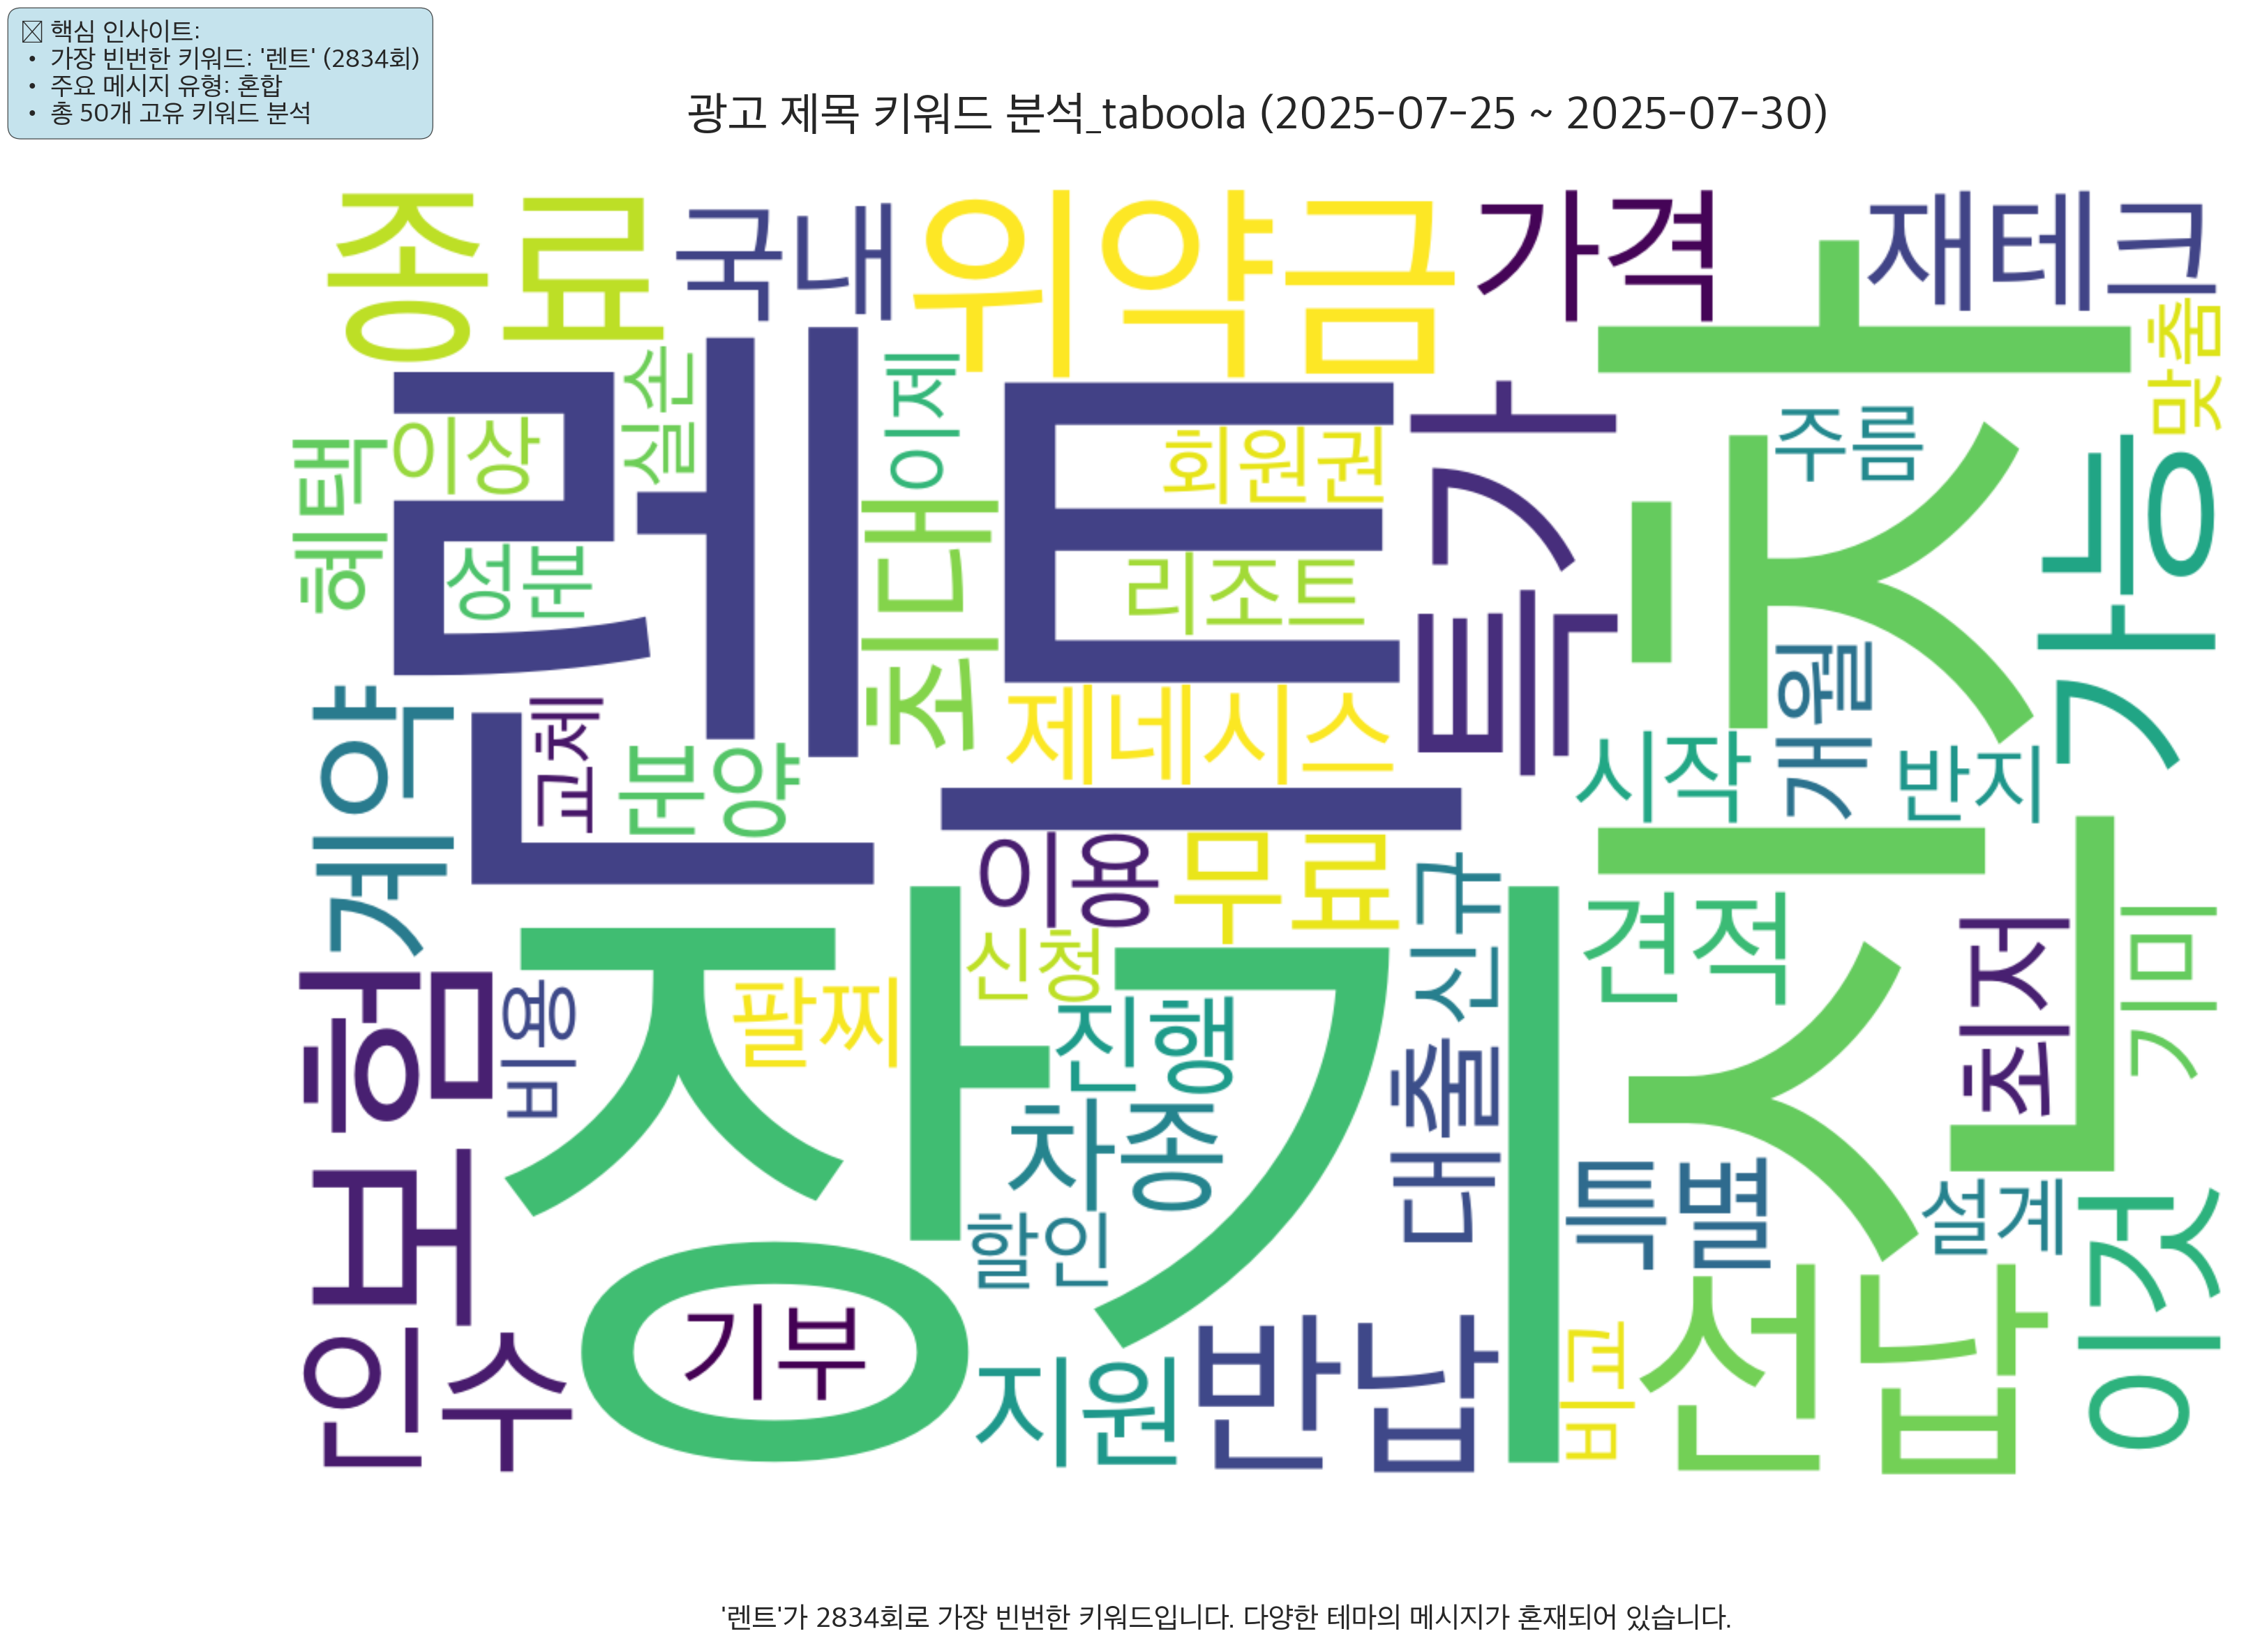 핵심 인사이트:
• 가장 빈번한 키워드: '렌트' (2834회)
• 주요 메시지 유형: 혼합
• 총 50개 고유 키워드 분석
광고 제목 키워드 분석_taboola (2025-07-25 ~ 2025-07-30)
종료
국내
위약금
가격
재테크
맞춤
렌트
이상
실손
이제
회원권
특가
주름
가능
혜택
성분
최대
리조트
즉조
계약
교체
분양
제네시스
시작
개월
반지
이용
무료
신규
견적
최저
기미
보험
비용
장기
팔찌
신청
진행
차종
대출
특별
설계
이것
할인
인수
기부
지원
반납
비교
선납
'렌트'가 2834회로 가장 빈번한 키워드입니다. 다양한 테마의 메시지가 혼재되어 있습니다.